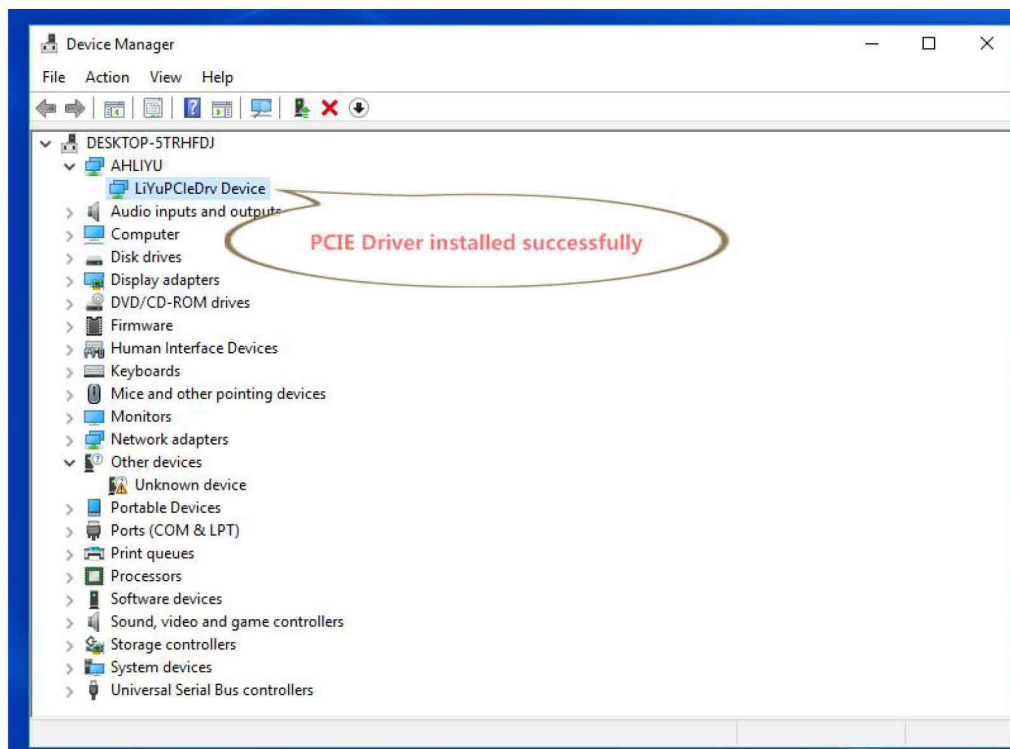 Device Manager
File Action View Help
DESKTOP-5TRHFDJ
AHLIYU
LiYuPCIeDrv Device
Audio inputs and outputs
Computer
PCIE Driver installed successfully
Disk drives
Display adapters
DVD/CD-ROM drives
Firmware
Human Interface Devices
Keyboards
Mice and other pointing devices
Monitors
Network adapters
Other devices
Unknown device
Portable Devices
Ports (COM & LPT)
Print queues
Processors
Software devices
Sound, video and game controllers
Storage controllers
System devices
Universal Serial Bus controllers